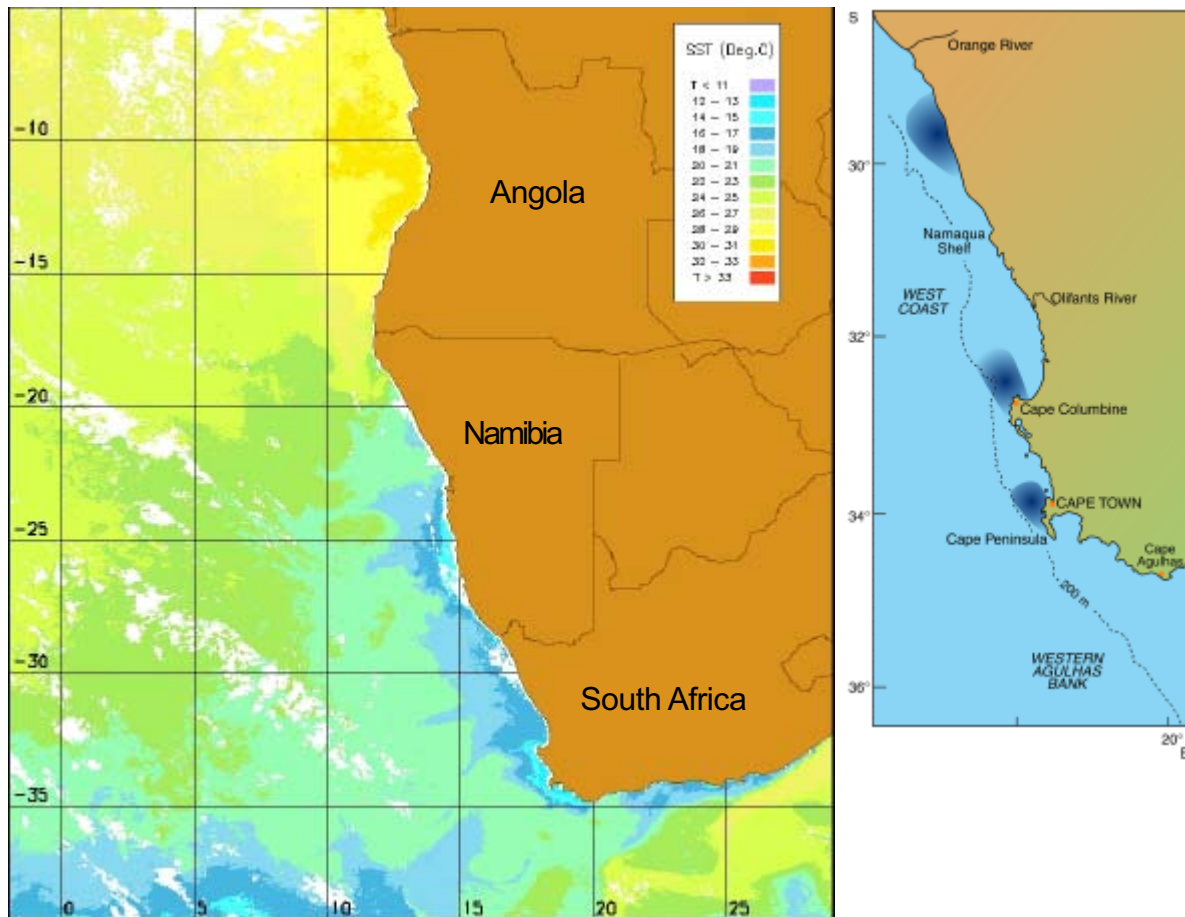 SST (Deg.C)
T < 11
12 – 13
14 – 15
16 – 17
18 – 19
20 – 21
22 – 23
24 – 25
26 – 27
28 – 29
30 – 31
32 – 33
T > 33
-10
-15
-20
-25
-30
-35
0
5
10
15
20
25
Angola
Namibia
South Africa
S
Orange River
30°
Namaqua
Shelf
WEST
COAST
Olifants River
32°
Cape Columbine
CAPE TOWN
34°
Cape Peninsula
Cape
Agulhas
200 m
WESTERN
AGULHAS
BANK
36°
20°
E